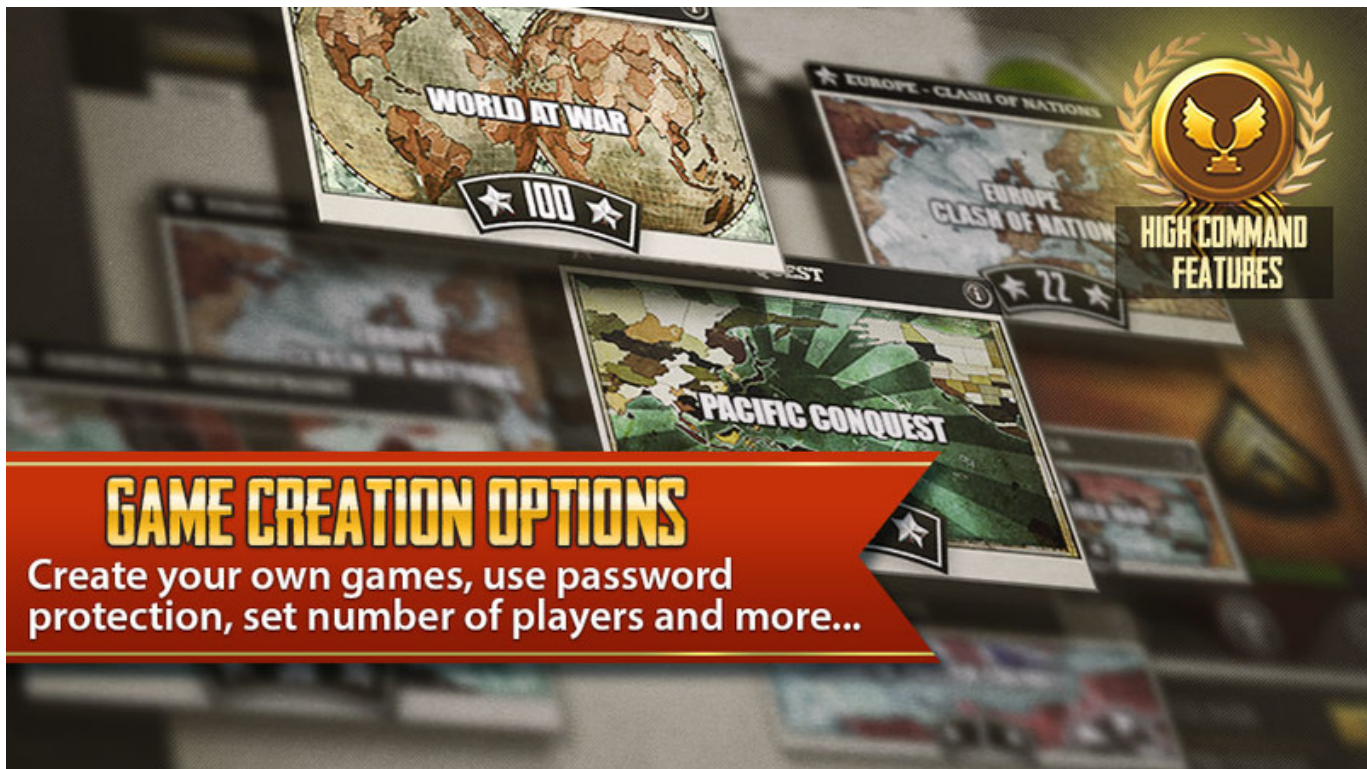 WORLD AT WAR
100
EUROPE - CLASH OF NATIONS
EUROPE
CLASH OF NATIONS
22
HIGH COMMAND
FEATURES
PACIFIC CONQUEST
GAME CREATION OPTIONS
Create your own games, use password
protection, set number of players and more...